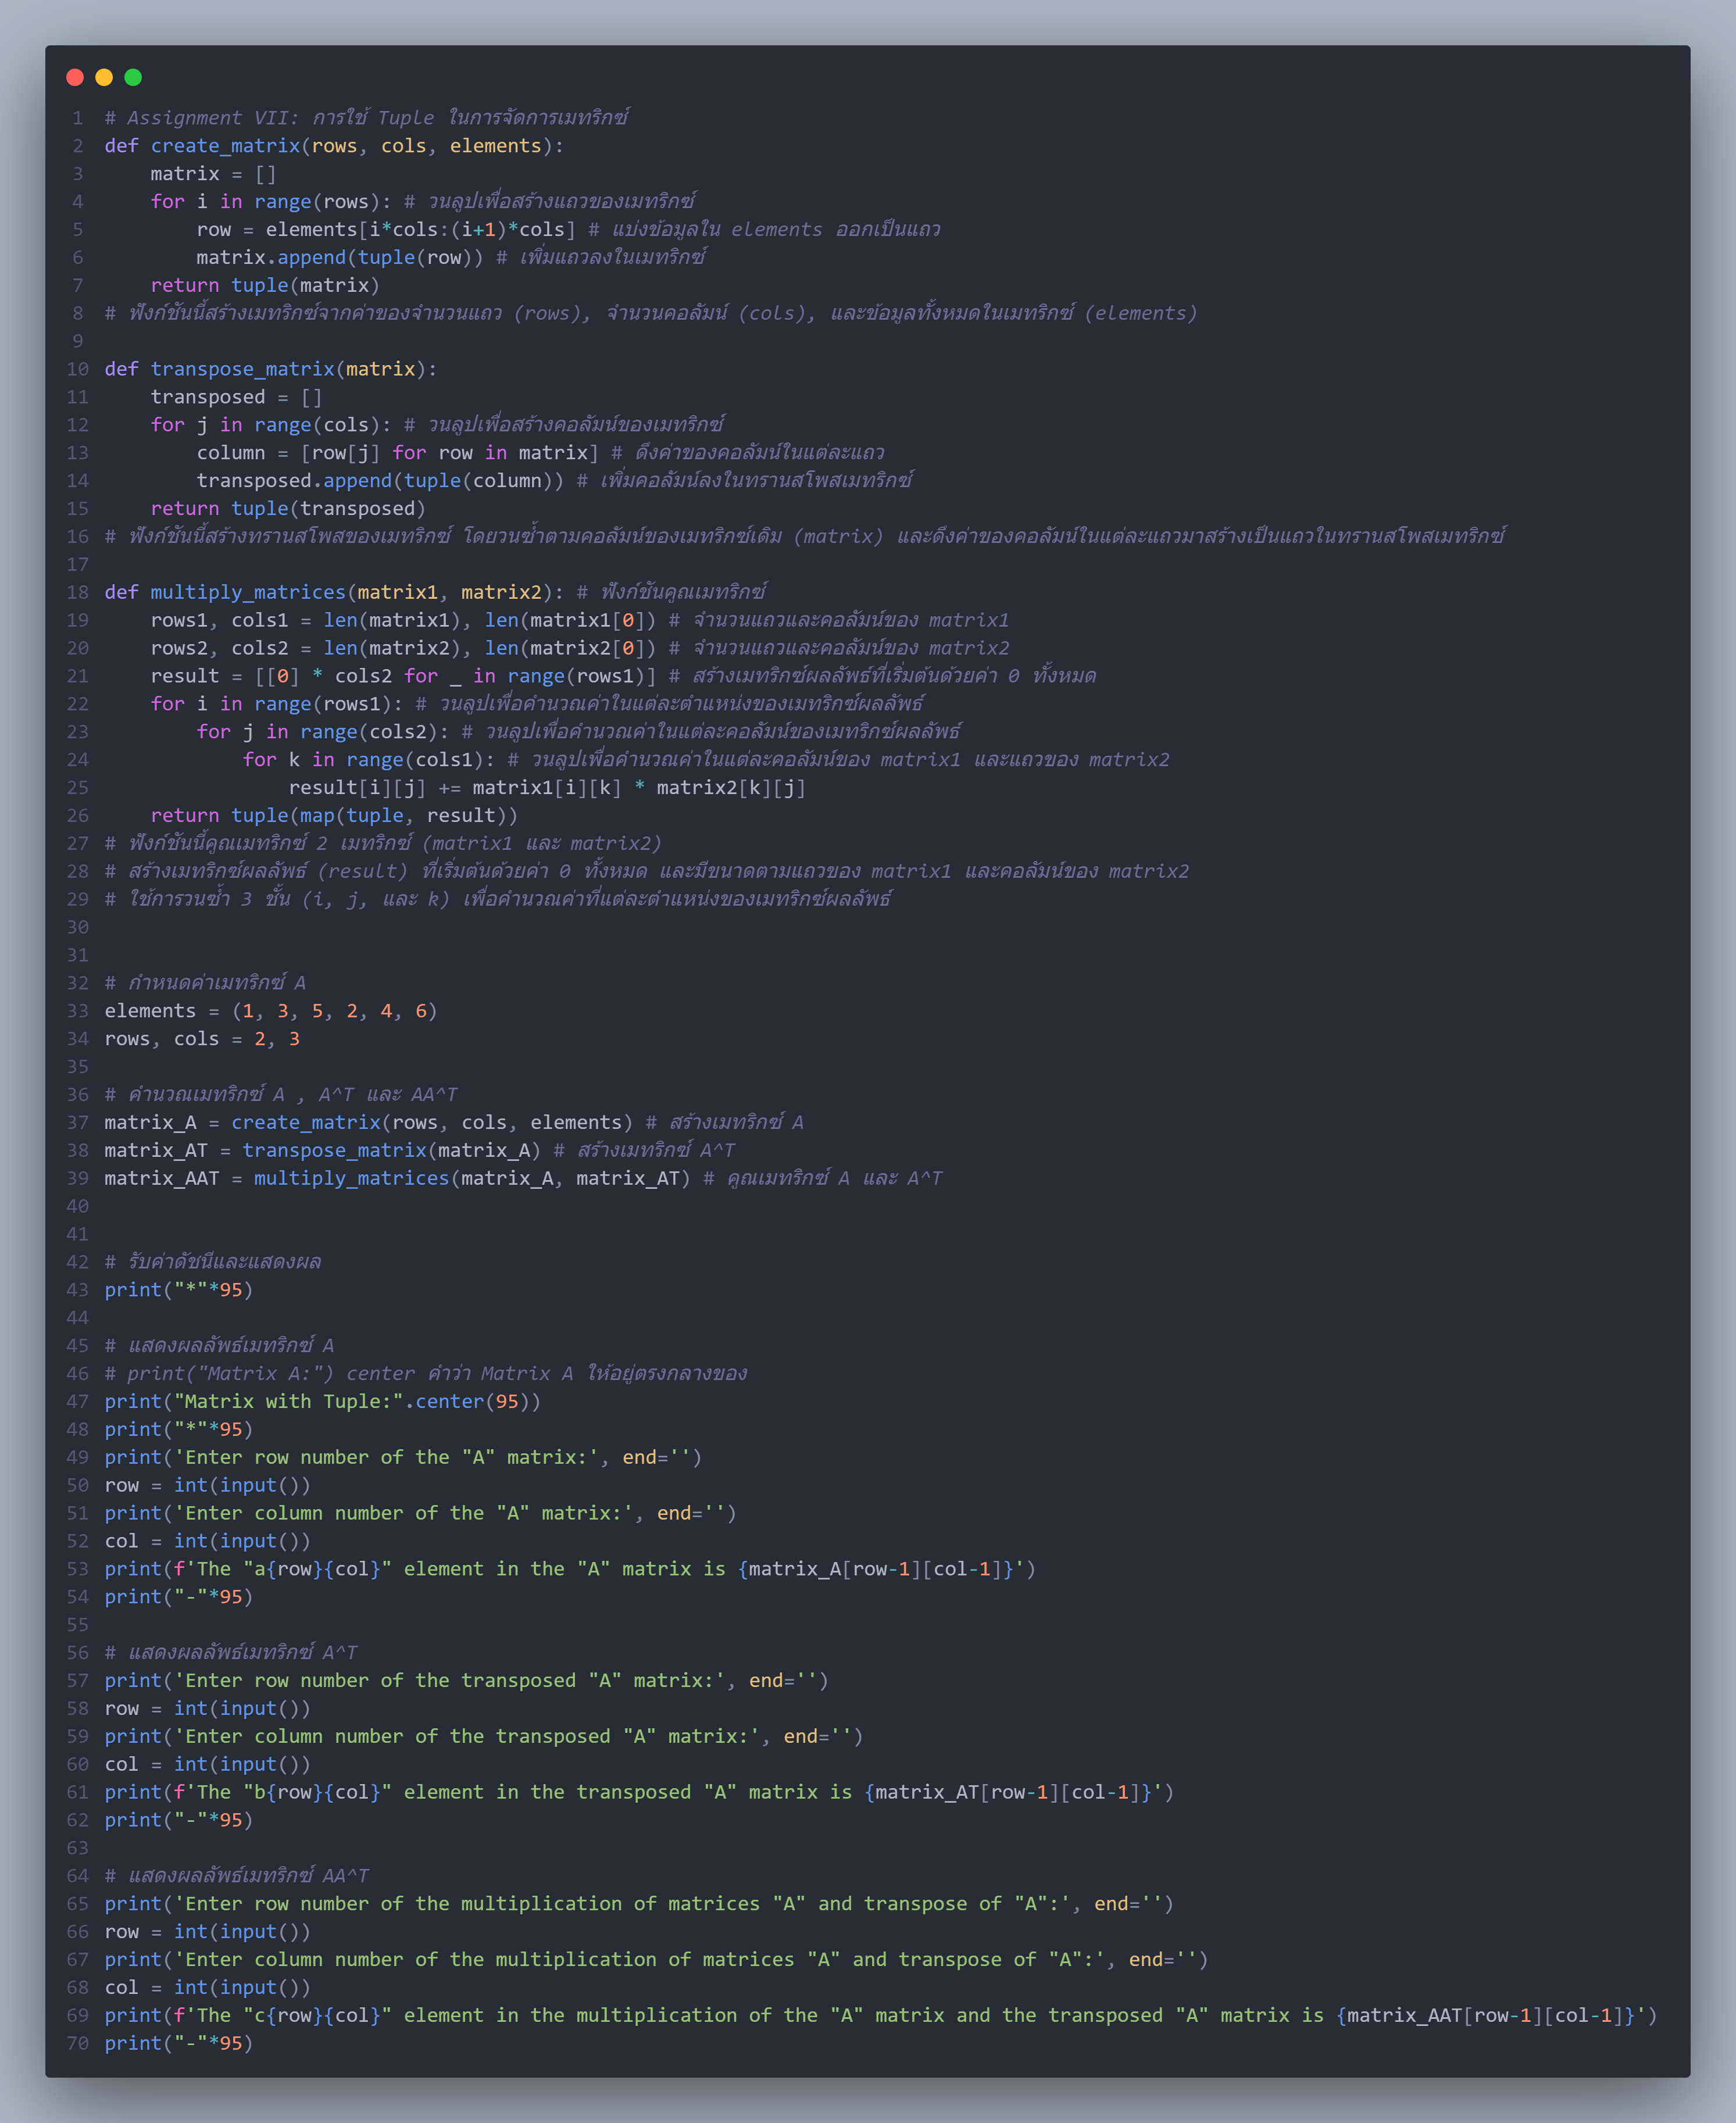 1 # Assignment VII: การใช้ Tuple ในการจัดการเมทริกซ์
2 def create_matrix(rows, cols, elements):
3     matrix = []
4     for i in range(rows): # วนลูปเพื่อสร้างแถวของเมทริกซ์
5         row = elements[i*cols:(i+1)*cols] # แบ่งข้อมูลใน elements ออกเป็นแถว
6         matrix.append(tuple(row)) # เพิ่มแถวลงในเมทริกซ์
7     return tuple(matrix)
8 # ฟังก์ชันนี้สร้างเมทริกซ์จากค่าของจำนวนแถว (rows), จำนวนคอลัมน์ (cols), และข้อมูลทั้งหมดในเมทริกซ์ (elements)
9
10 def transpose_matrix(matrix):
11     transposed = []
12     for j in range(cols): # วนลูปเพื่อสร้างคอลัมน์ของเมทริกซ์
13         column = [row[j] for row in matrix] # ดึงค่าของคอลัมน์ในแต่ละแถว
14         transposed.append(tuple(column)) # เพิ่มคอลัมน์ลงในทรานสโพสเมทริกซ์
15     return tuple(transposed)
16 # ฟังก์ชันนี้สร้างทรานสโพสของเมทริกซ์ โดยวนซ้ำตามคอลัมน์ของเมทริกซ์เดิม (matrix) และดึงค่าของคอลัมน์ในแต่ละแถวมาสร้างเป็นแถวในทรานสโพสเมทริกซ์
17
18 def multiply_matrices(matrix1, matrix2): # ฟังก์ชันคูณเมทริกซ์
19     rows1, cols1 = len(matrix1), len(matrix1[0]) # จำนวนแถวและคอลัมน์ของ matrix1
20     rows2, cols2 = len(matrix2), len(matrix2[0]) # จำนวนแถวและคอลัมน์ของ matrix2
21     result = [[0] * cols2 for _ in range(rows1)] # สร้างเมทริกซ์ผลลัพธ์ที่เริ่มต้นด้วยค่า 0 ทั้งหมด
22     for i in range(rows1): # วนลูปเพื่อคำนวณค่าในแต่ละตำแหน่งของเมทริกซ์ผลลัพธ์
23         for j in range(cols2): # วนลูปเพื่อคำนวณค่าในแต่ละคอลัมน์ของเมทริกซ์ผลลัพธ์
24             for k in range(cols1): # วนลูปเพื่อคำนวณค่าในแต่ละคอลัมน์ของ matrix1 และแถวของ matrix2
25                 result[i][j] += matrix1[i][k] * matrix2[k][j]
26     return tuple(map(tuple, result))
27 # ฟังก์ชันนี้คูณเมทริกซ์ 2 เมทริกซ์ (matrix1 และ matrix2)
28 # สร้างเมทริกซ์ผลลัพธ์ (result) ที่เริ่มต้นด้วยค่า 0 ทั้งหมด และมีขนาดตามแถวของ matrix1 และคอลัมน์ของ matrix2
29 # ใช้การวนซ้ำ 3 ชั้น (i, j, และ k) เพื่อคำนวณค่าที่แต่ละตำแหน่งของเมทริกซ์ผลลัพธ์
30
31
32 # กำหนดค่าเมทริกซ์ A
33 elements = (1, 3, 5, 2, 4, 6)
34 rows, cols = 2, 3
35
36 # คำนวณเมทริกซ์ A , A^T และ AA^T
37 matrix_A = create_matrix(rows, cols, elements) # สร้างเมทริกซ์ A
38 matrix_AT = transpose_matrix(matrix_A) # สร้างเมทริกซ์ A^T
39 matrix_AAT = multiply_matrices(matrix_A, matrix_AT) # คูณเมทริกซ์ A และ A^T
40
41
42 # รับค่าดัชนีและแสดงผล
43 print("*"*95)
44
45 # แสดงผลลัพธ์เมทริกซ์ A
46 # print("Matrix A:") center คำว่า Matrix A ให้อยู่ตรงกลางของ
47 print("Matrix with Tuple:".center(95))
48 print("*"*95)
49 print('Enter row number of the "A" matrix:', end='')
50 row = int(input())
51 print('Enter column number of the "A" matrix:', end='')
52 col = int(input())
53 print(f'The "a{row}{col}" element in the "A" matrix is {matrix_A[row-1][col-1]}')
54 print("-"*95)
55
56 # แสดงผลลัพธ์เมทริกซ์ A^T
57 print('Enter row number of the transposed "A" matrix:', end='')
58 row = int(input())
59 print('Enter column number of the transposed "A" matrix:', end='')
60 col = int(input())
61 print(f'The "b{row}{col}" element in the transposed "A" matrix is {matrix_AT[row-1][col-1]}')
62 print("-"*95)
63
64 # แสดงผลลัพธ์เมทริกซ์ AA^T
65 print('Enter row number of the multiplication of matrices "A" and transpose of "A":', end='')
66 row = int(input())
67 print('Enter column number of the multiplication of matrices "A" and transpose of "A":', end='')
68 col = int(input())
69 print(f'The "c{row}{col}" element in the multiplication of the "A" matrix and the transposed "A" matrix is {matrix_AAT[row-1][col-1]}')
70 print("-"*95)